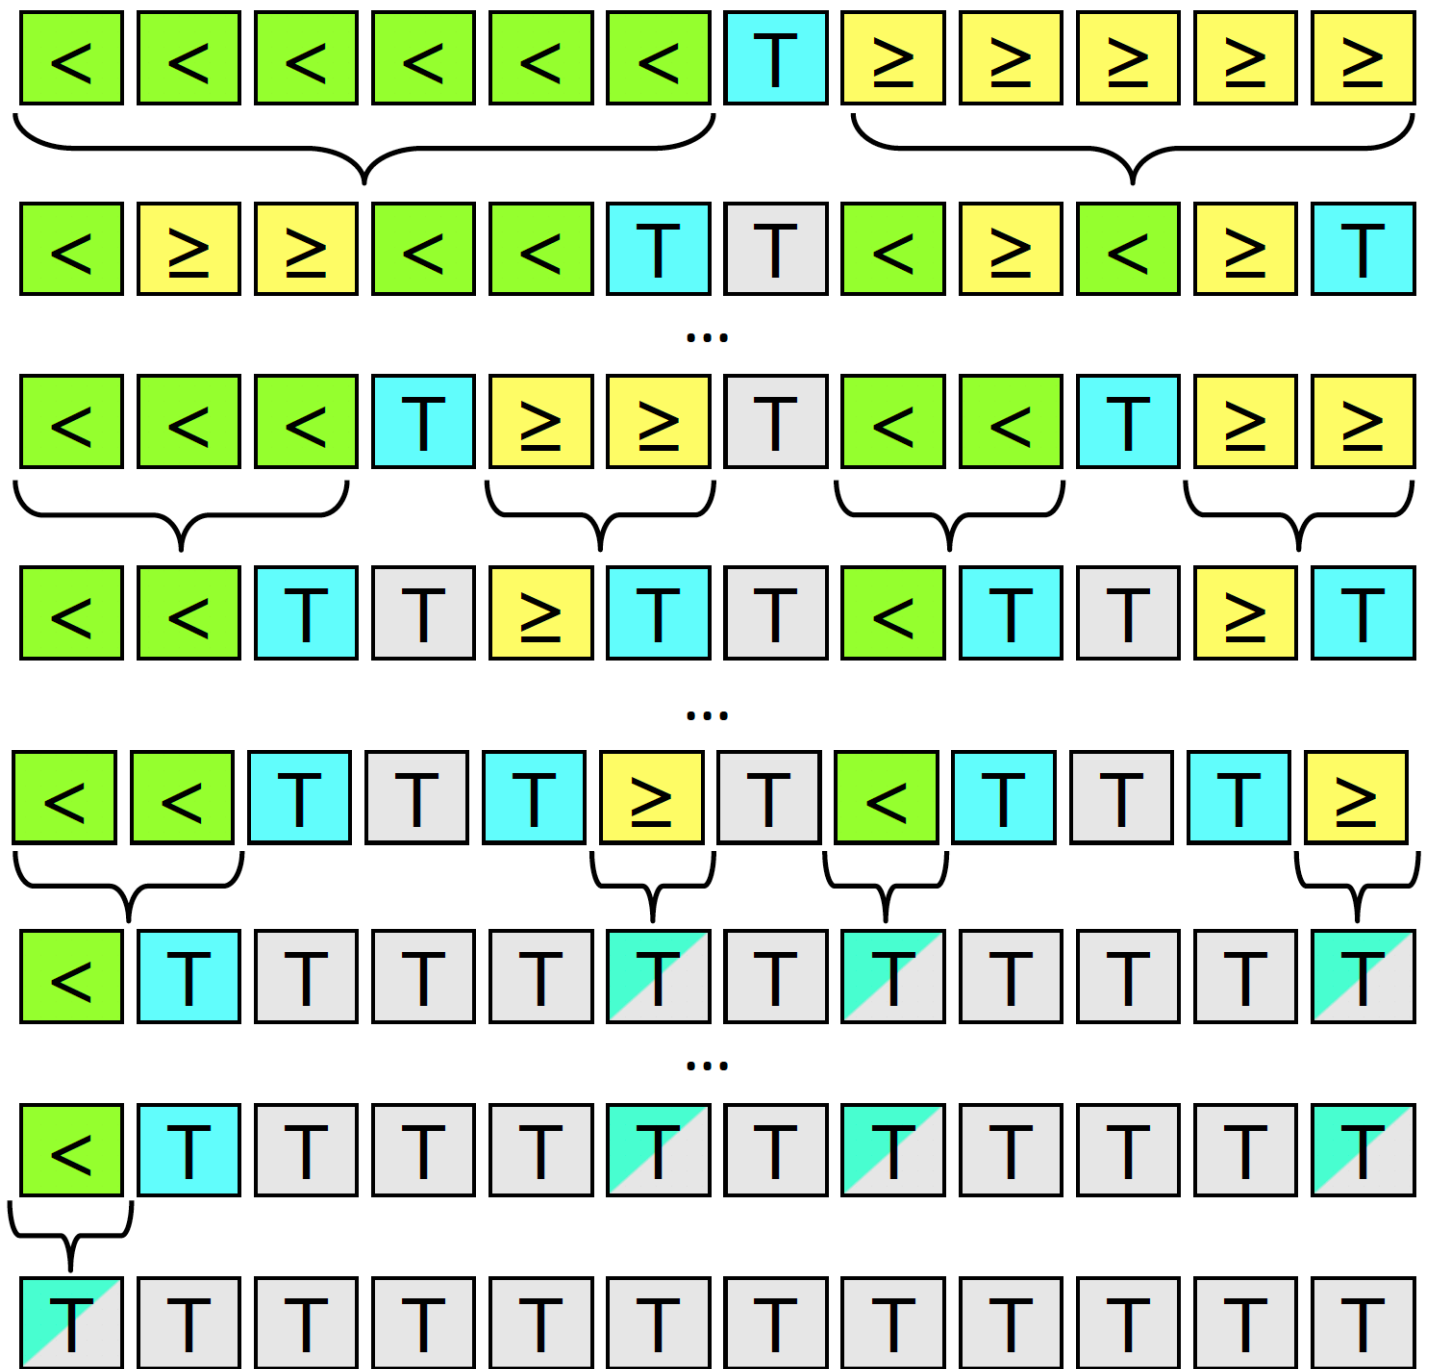 < < < < < < T ≥ ≥ ≥ ≥ ≥
< ≥ ≥ < < T T < ≥ < ≥ T
...
< < < T ≥ ≥ T < < T ≥ ≥
< < T T ≥ T T < T T ≥ T
...
< < T T T ≥ T < T T T ≥
< T T T T T T T T T T T
...
< T T T T T T T T T T T
T T T T T T T T T T T T